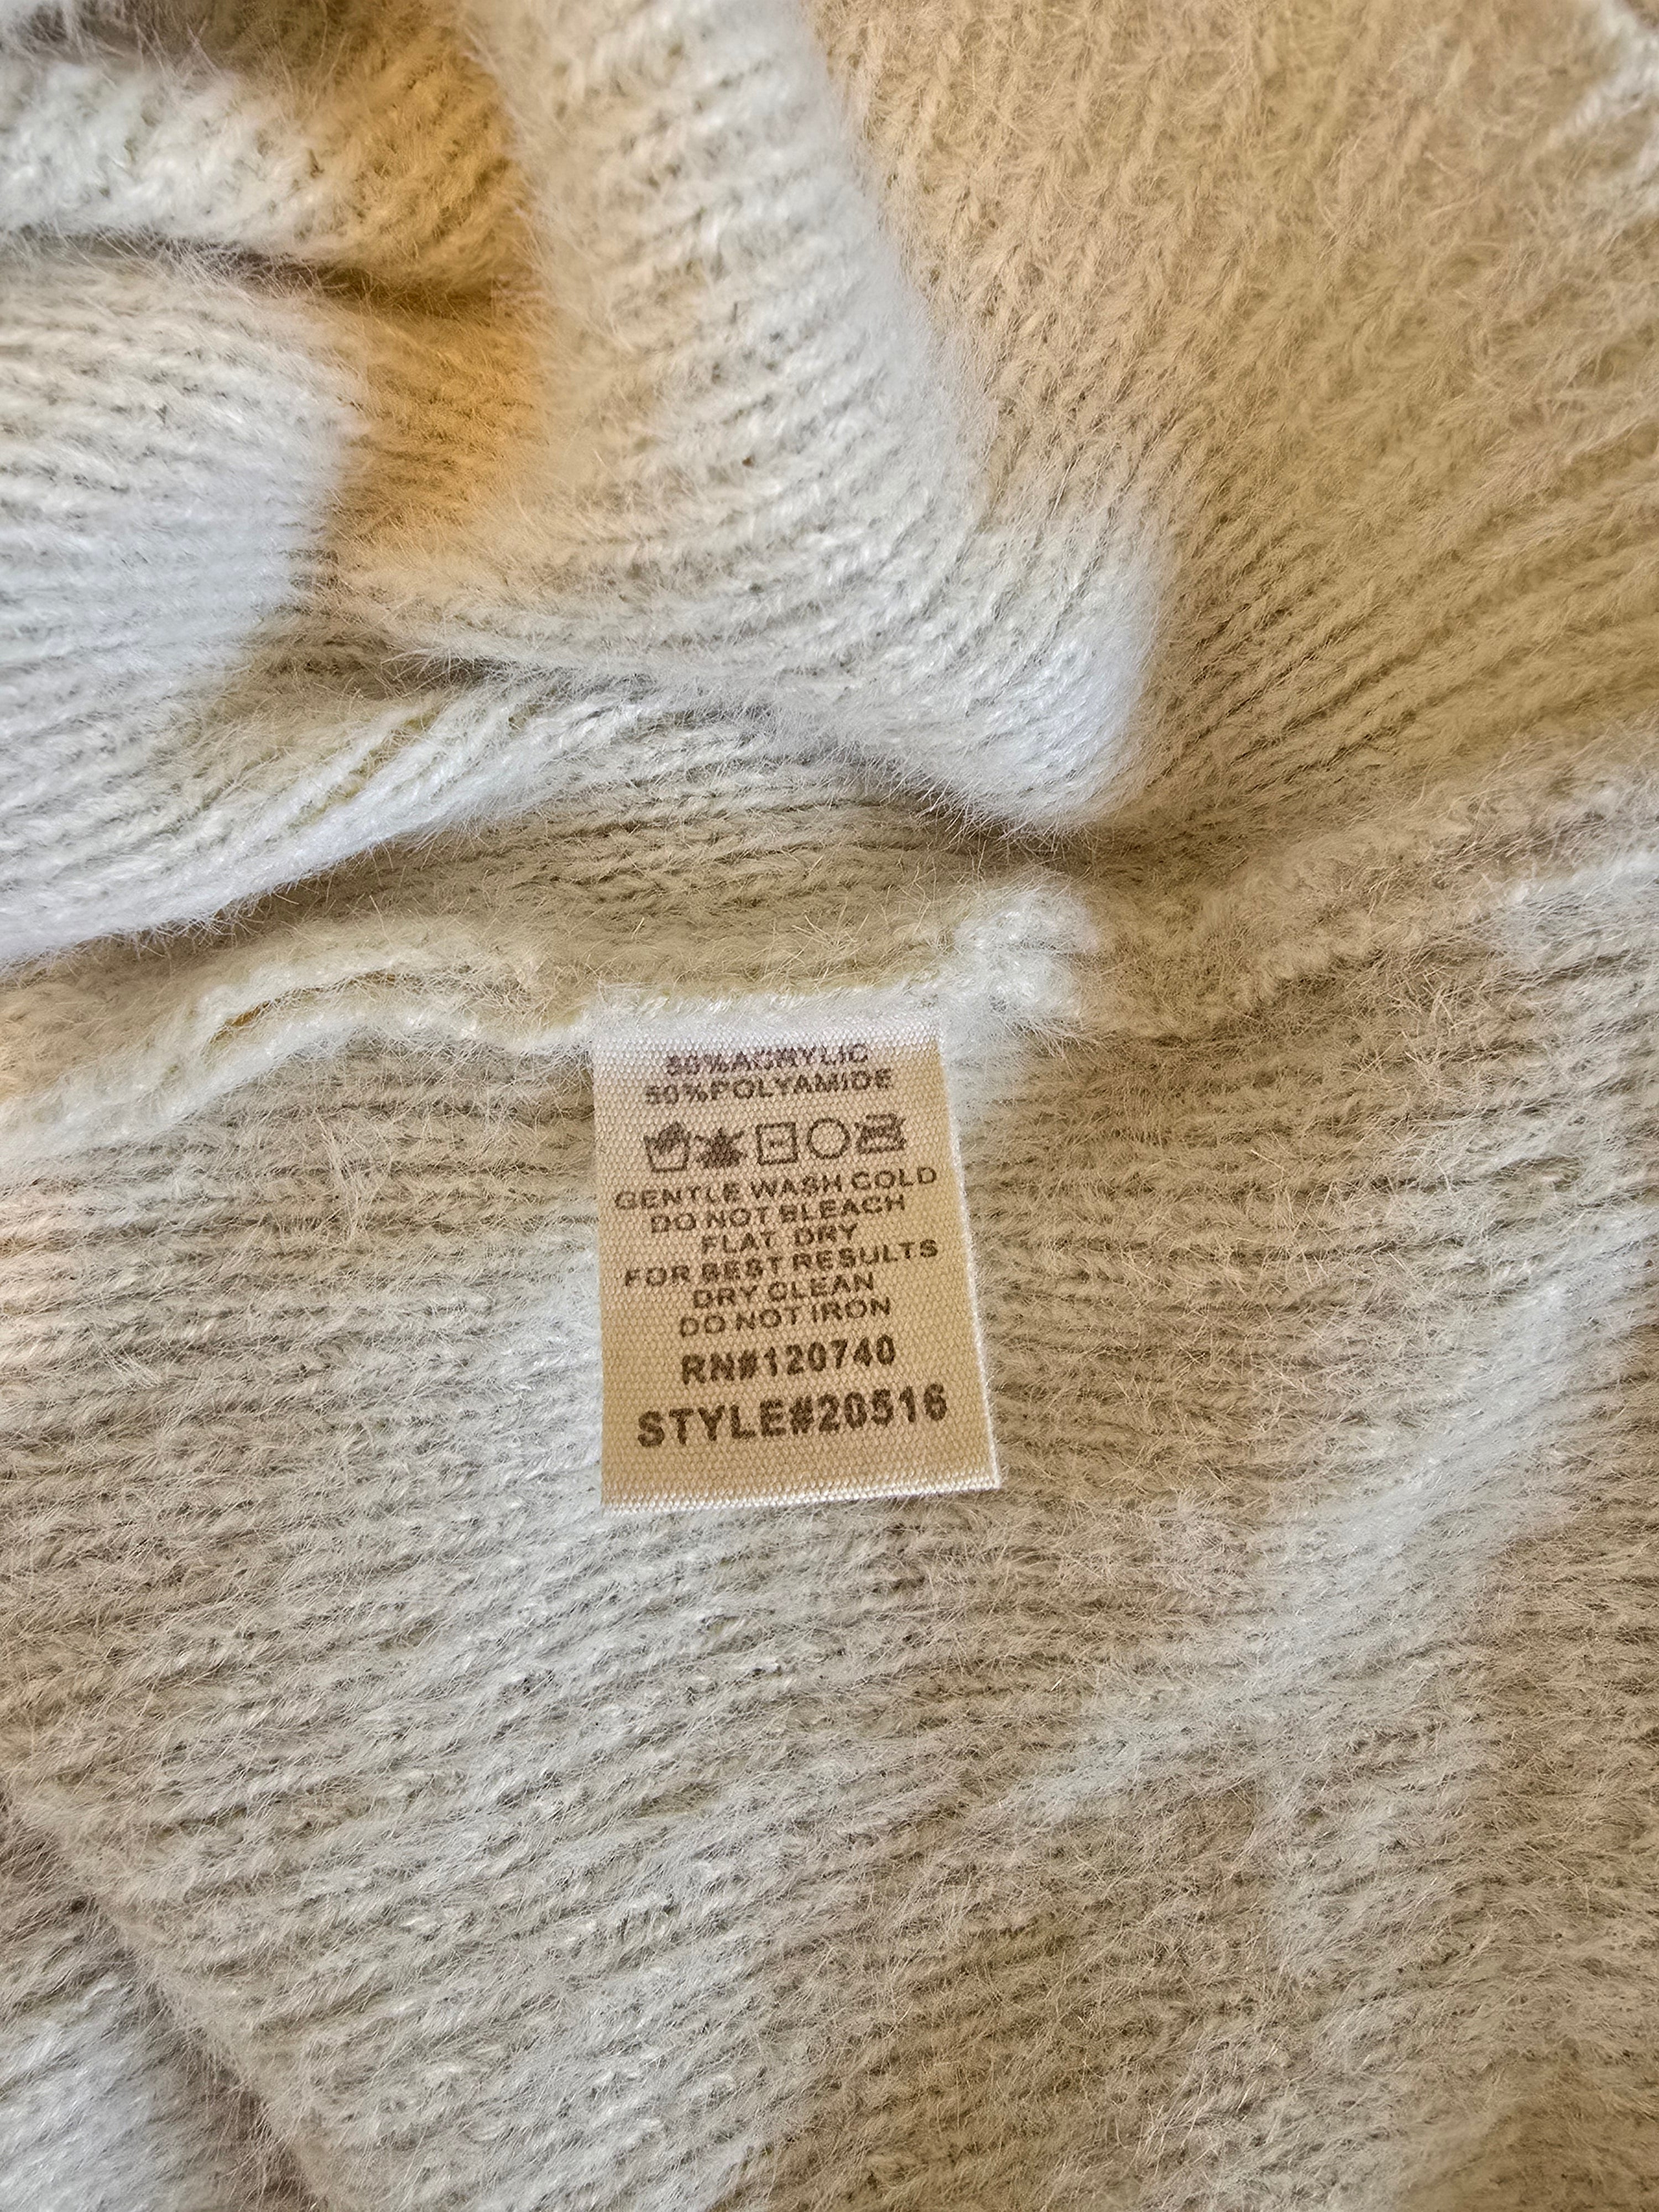 50%ACRYLIC
50%POLYAMIDE
GENTLE WASH COLD
DO NOT BLEACH
FLAT DRY
FOR BEST RESULTS
DRY CLEAN
DO NOT IRON
RN#120740
STYLE#20516